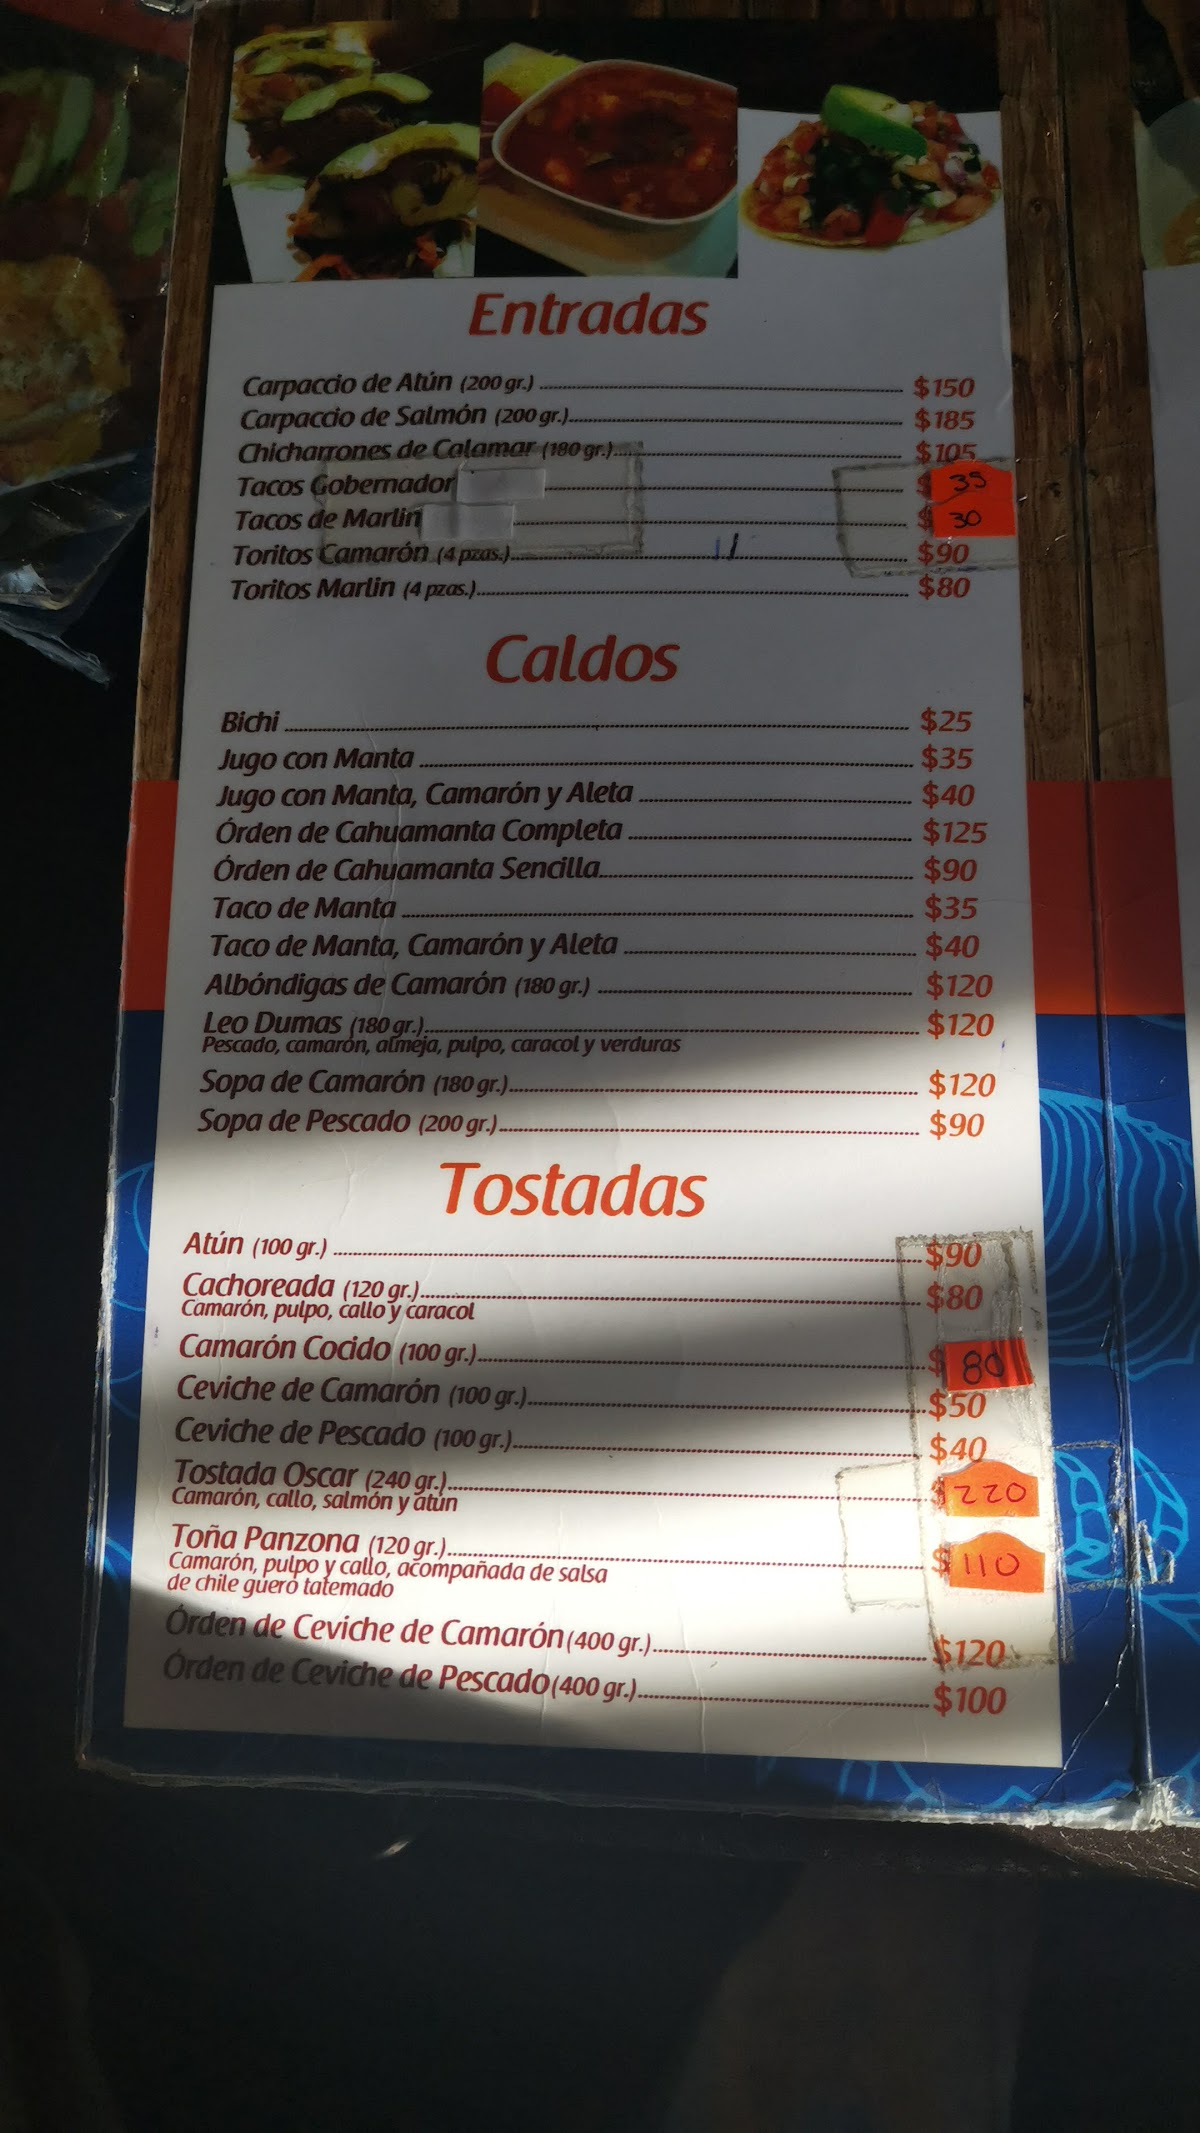 Entradas
Carpaccio de Atún (200 gr.) $150
Carpaccio de Salmón (200 gr.) $185
Chicharrones de Calamar (180 gr.) $105
Tacos Gobernador $ 35
Tacos de Marlin $ 30
Toritos Camarón (4 pzas.) $90
Toritos Marlin (4 pzas.) $80
Caldos
Bichi $25
Jugo con Manta $35
Jugo con Manta, Camarón y Aleta $40
Órden de Cahuamanta Completa $125
Órden de Cahuamanta Sencilla $90
Taco de Manta $35
Taco de Manta, Camarón y Aleta $40
Albóndigas de Camarón (180 gr.) $120
Leo Dumas (180 gr.) $120
Pescado, camarón, almeja, pulpo, caracol y verduras
Sopa de Camarón (180 gr.) $120
Sopa de Pescado (200 gr.) $90
Tostadas
Atún (100 gr.) $90
Cachoreada (120 gr.) $80
Camarón, pulpo, callo y caracol
Camarón Cocido (100 gr.) $ 80
Ceviche de Camarón (100 gr.) $50
Ceviche de Pescado (100 gr.) $40
Tostada Oscar (240 gr.) $220
Camarón, callo, salmón y atún
Toña Panzona (120 gr.) $110
Camarón, pulpo y callo, acompañada de salsa
de chile guero tatemado
Órden de Ceviche de Camarón (400 gr.) $120
Órden de Ceviche de Pescado (400 gr.) $100